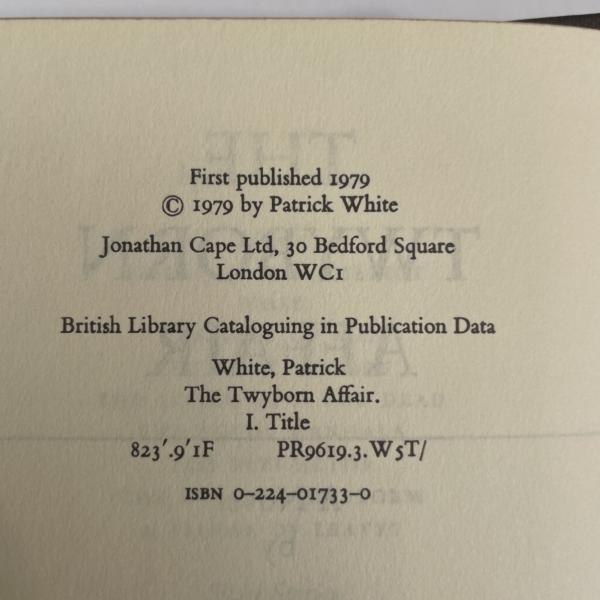 First published 1979
© 1979 by Patrick White
Jonathan Cape Ltd, 30 Bedford Square
London WC1
British Library Cataloguing in Publication Data
White, Patrick
The Twyborn Affair.
I. Title
823′.9′1F PR9619.3.W5T/
ISBN 0–224–01733–0